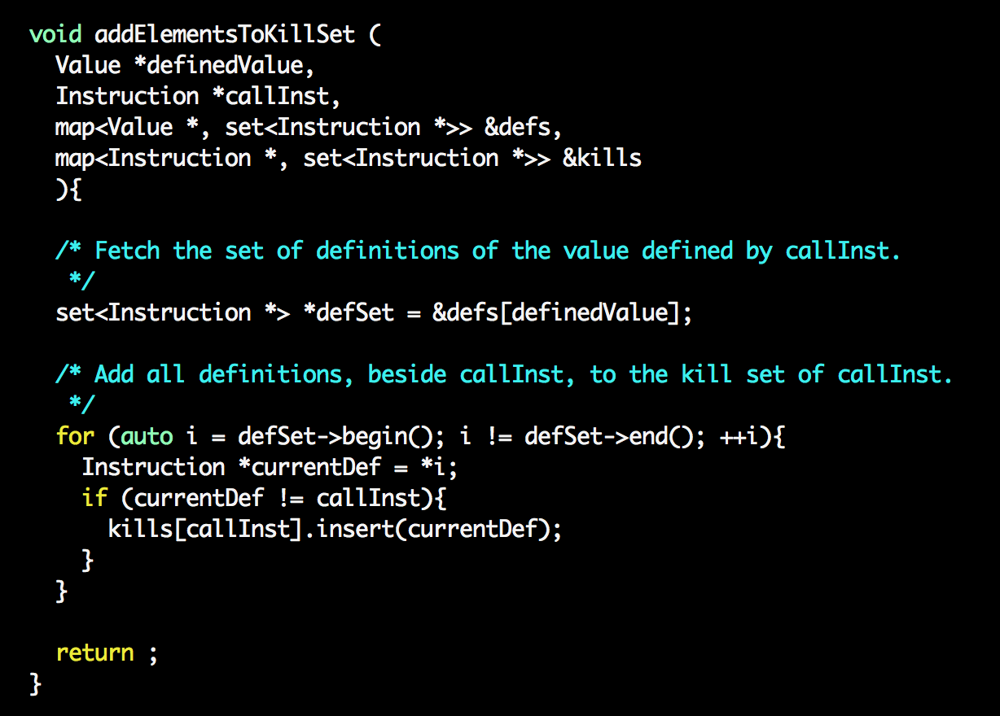 void addElementsToKillSet (
  Value *definedValue,
  Instruction *callInst,
  map<Value *, set<Instruction *>> &defs,
  map<Instruction *, set<Instruction *>> &kills
  ){
  /* Fetch the set of definitions of the value defined by callInst.
   */
  set<Instruction *> *defSet = &defs[definedValue];
  /* Add all definitions, beside callInst, to the kill set of callInst.
   */
  for (auto i = defSet->begin(); i != defSet->end(); ++i){
    Instruction *currentDef = *i;
    if (currentDef != callInst){
      kills[callInst].insert(currentDef);
    }
  }
  return ;
}